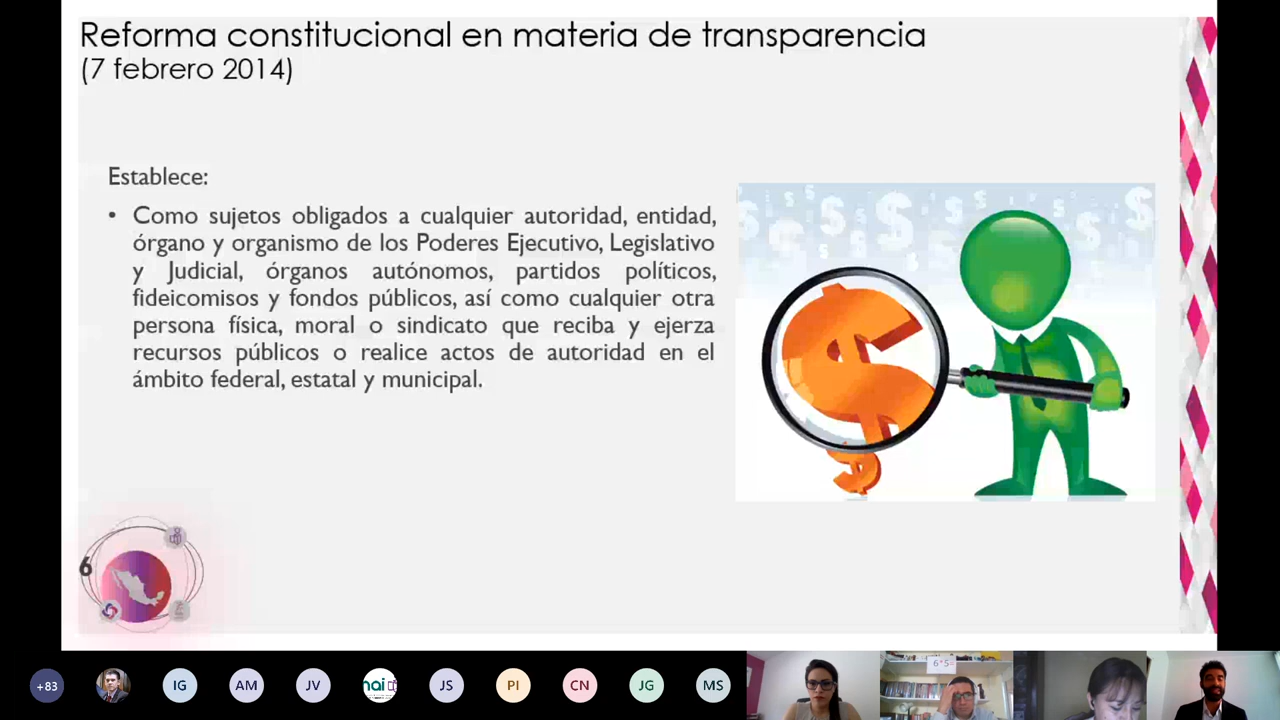 Reforma constitucional en materia de transparencia
(7 febrero 2014)
Establece:
• Como sujetos obligados a cualquier autoridad, entidad,
órgano y organismo de los Poderes Ejecutivo, Legislativo
y Judicial, órganos autónomos, partidos políticos,
fideicomisos y fondos públicos, así como cualquier otra
persona física, moral o sindicato que reciba y ejerza
recursos públicos o realice actos de autoridad en el
ámbito federal, estatal y municipal.
6
+83 IG AM JV nai JS PI CN JG MS